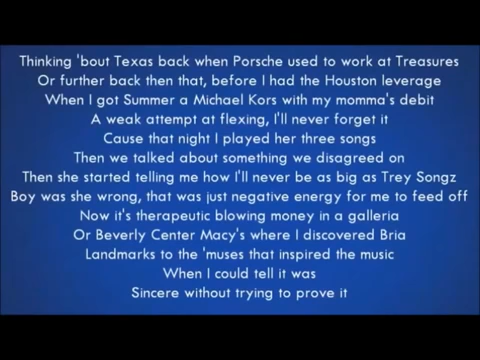 Thinking 'bout Texas back when Porsche used to work at Treasures
Or further back then that, before I had the Houston leverage
When I got Summer a Michael Kors with my momma's debit
A weak attempt at flexing, I'll never forget it
Cause that night I played her three songs
Then we talked about something we disagreed on
Then she started telling me how I'll never be as big as Trey Songz
Boy was she wrong, that was just negative energy for me to feed off
Now it's therapeutic blowing money in a galleria
Or Beverly Center Macy's where I discovered Bria
Landmarks to the 'muses that inspired the music
When I could tell it was
Sincere without trying to prove it